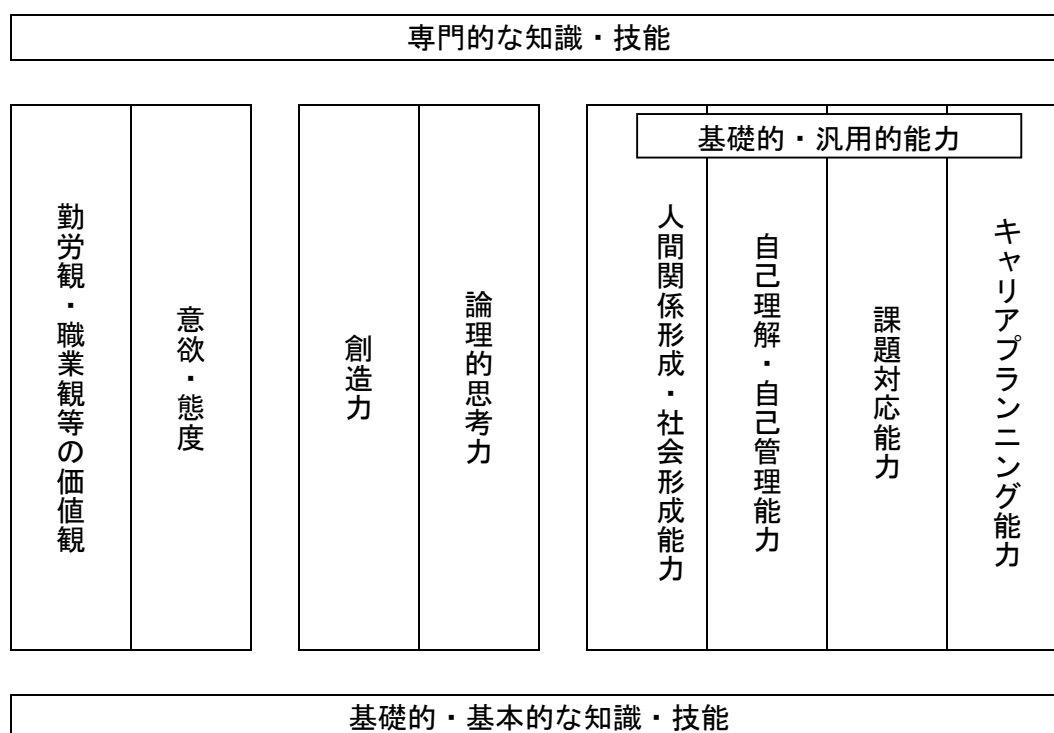 専門的な知識・技能
基礎的・汎用的能力
勤労観・職業観等の価値観
意欲・態度
創造力
論理的思考力
人間関係形成・社会形成能力
自己理解・自己管理能力
課題対応能力
キャリアプランニング能力
基礎的・基本的な知識・技能